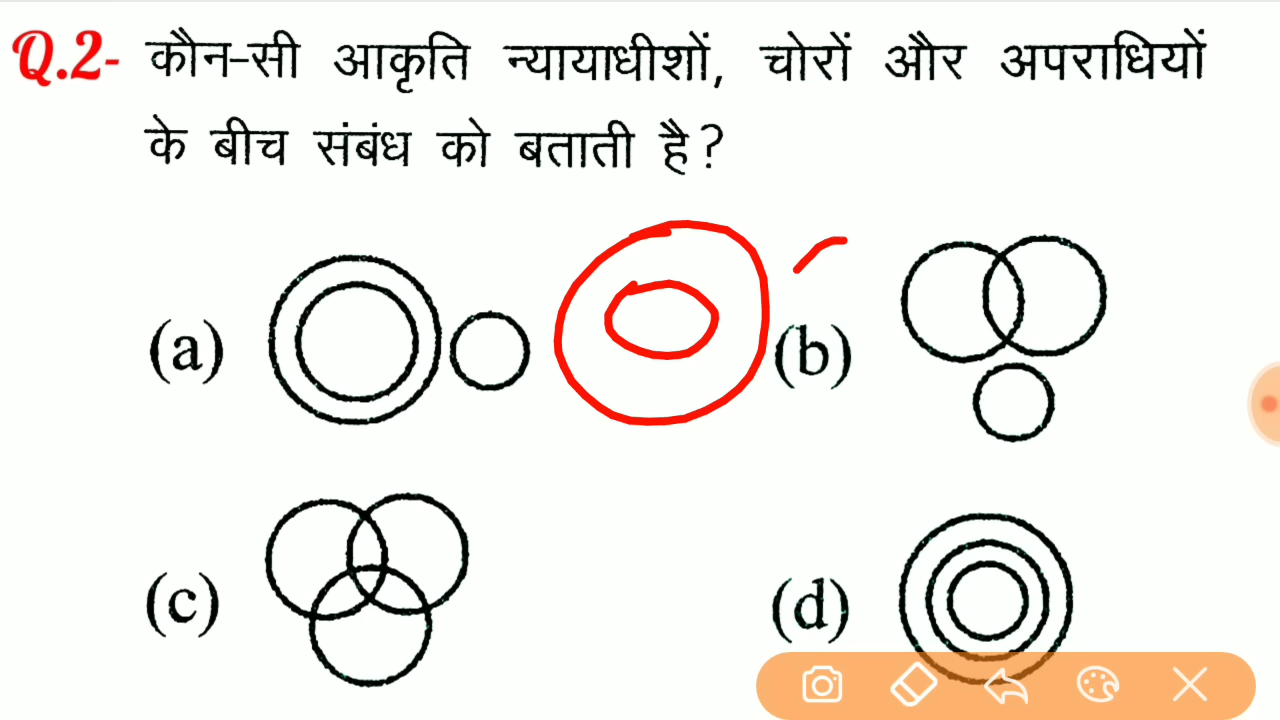 Q.2- कौन-सी आकृति न्यायाधीशों, चोरों और अपराधियों
के बीच संबंध को बताती है?
(a) (b)
(c) (d)